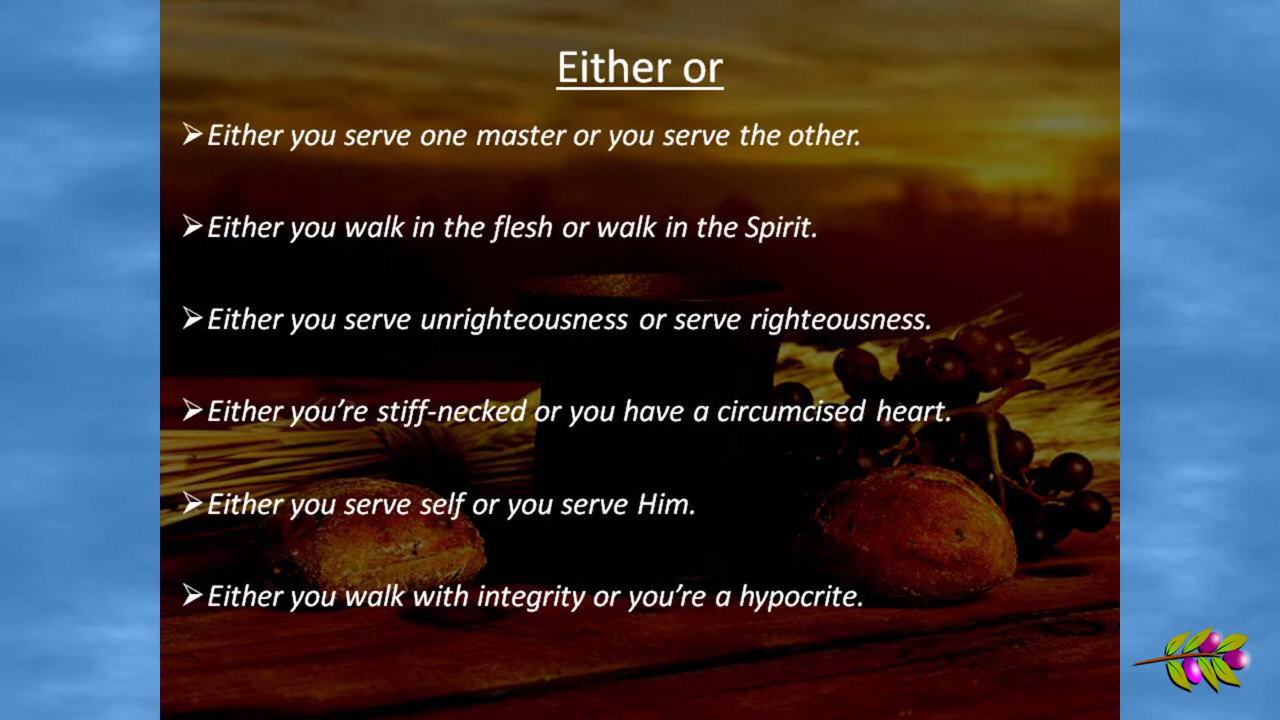 Either or
➢Either you serve one master or you serve the other.
➢Either you walk in the flesh or walk in the Spirit.
➢Either you serve unrighteousness or serve righteousness.
➢Either you’re stiff-necked or you have a circumcised heart.
➢Either you serve self or you serve Him.
➢Either you walk with integrity or you’re a hypocrite.